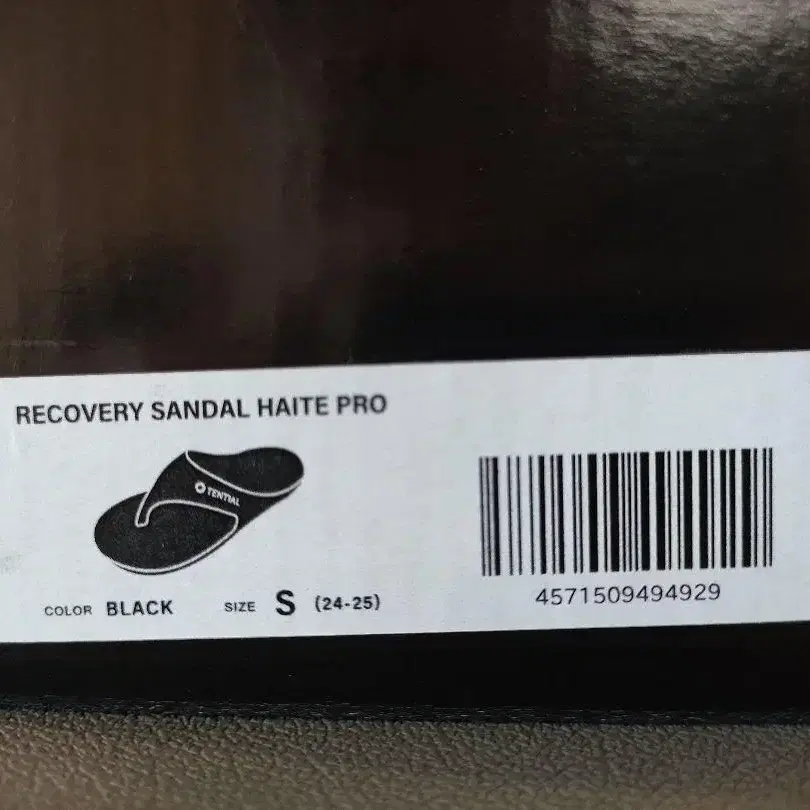 RECOVERY SANDAL HAITE PRO
TENTIAL
COLOR BLACK SIZE S (24-25)
4571509494929